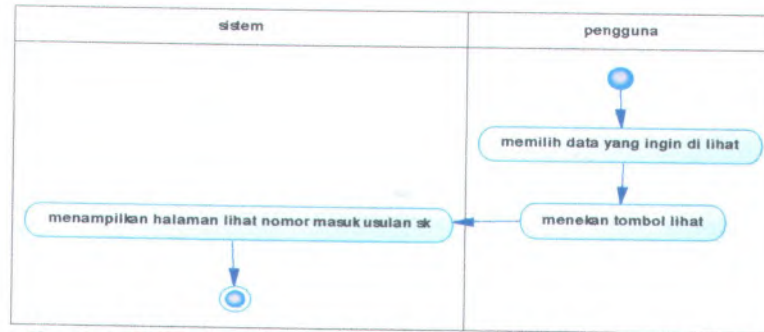 sistem
pengguna
memilih data yang ingin di lihat
menekan tombol lihat
menampilkan halaman lihat nomor masuk usulan sk